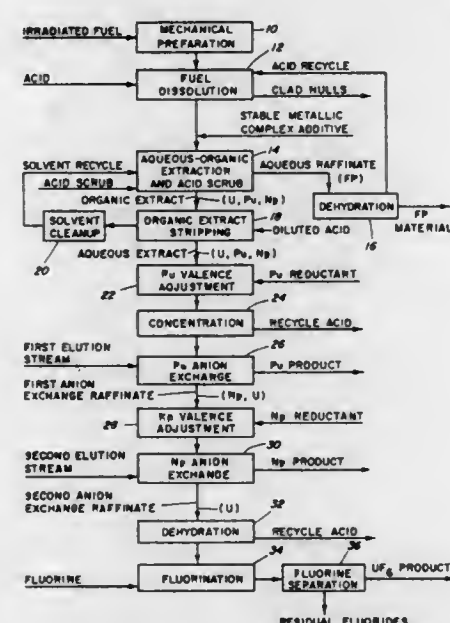 IRRADIATED FUEL
MECHANICAL
PREPARATION
10
12
ACID
FUEL
DISSOLUTION
ACID RECYCLE
CLAD HULLS
STABLE METALLIC
COMPLEX ADDITIVE
14
SOLVENT RECYCLE
ACID SCRUB
AQUEOUS-ORGANIC
EXTRACTION
AND ACID SCRUB
AQUEOUS RAFFINATE
(FP)
ORGANIC EXTRACT
(U, Pu, Np)
DEHYDRATION
16
FP
MATERIAL
SOLVENT
CLEANUP
20
18
ORGANIC EXTRACT
STRIPPING
DILUTED ACID
AQUEOUS EXTRACT
(U, Pu, Np)
22
Pu VALENCE
ADJUSTMENT
Pu REDUCTANT
24
CONCENTRATION
RECYCLE ACID
26
FIRST ELUTION
STREAM
Pu ANION
EXCHANGE
Pu PRODUCT
FIRST ANION
EXCHANGE RAFFINATE
(Np, U)
28
Np VALENCE
ADJUSTMENT
Np REDUCTANT
30
SECOND ELUTION
STREAM
Np ANION
EXCHANGE
Np PRODUCT
SECOND ANION
EXCHANGE RAFFINATE
(U)
32
DEHYDRATION
RECYCLE ACID
34
FLUORINE
FLUORINATION
36
FLUORINE
SEPARATION
UF6 PRODUCT
RESIDUAL FLUORIDES